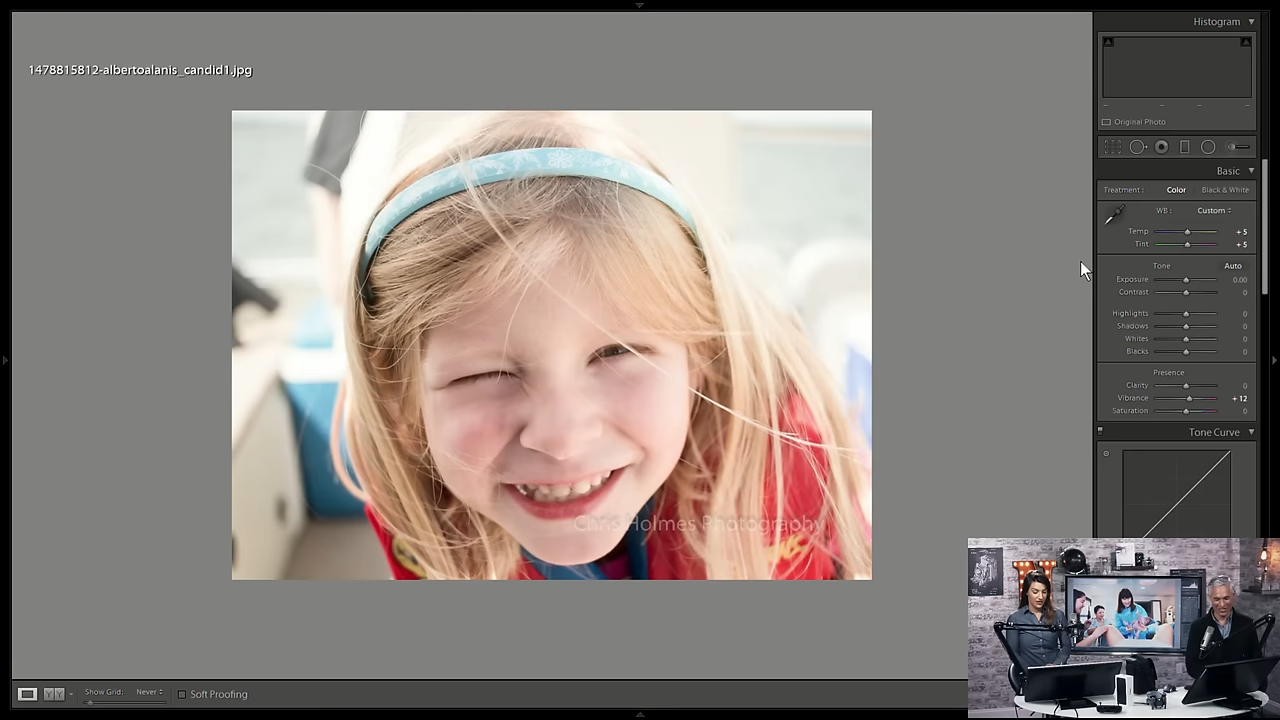 Histogram
1478815812-albertoalanis_candid1.jpg
Original Photo
Basic
Treatment : Color Black & White
WB : Custom
Temp +5
Tint +5
Tone Auto
Exposure 0.00
Contrast 0
Highlights 0
Shadows 0
Whites 0
Blacks 0
Presence
Clarity 0
Vibrance +12
Saturation 0
Tone Curve
Chris Holmes Photography
Show Grid: Never
Soft Proofing